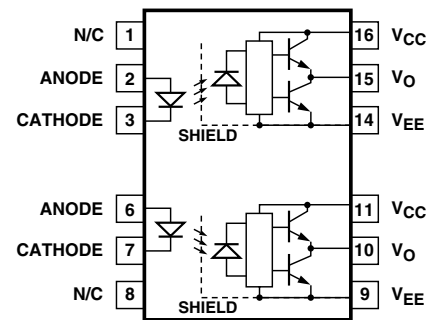 N/C 1 16 VCC
ANODE 2 15 VO
CATHODE 3 14 VEE
SHIELD
ANODE 6 11 VCC
CATHODE 7 10 VO
N/C 8 9 VEE
SHIELD